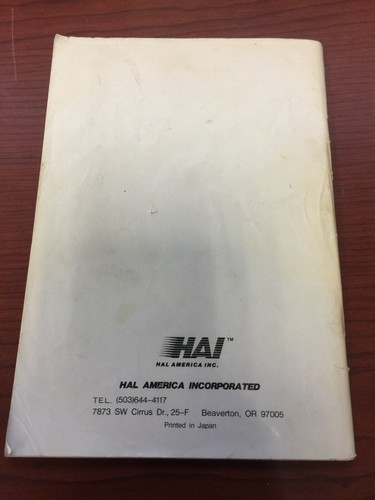 HAL™
HAL AMERICA INC.
HAL AMERICA INCORPORATED
TEL. (503)644-4117
7873 SW Cirrus Dr., 25-F Beaverton, OR 97005
Printed in Japan